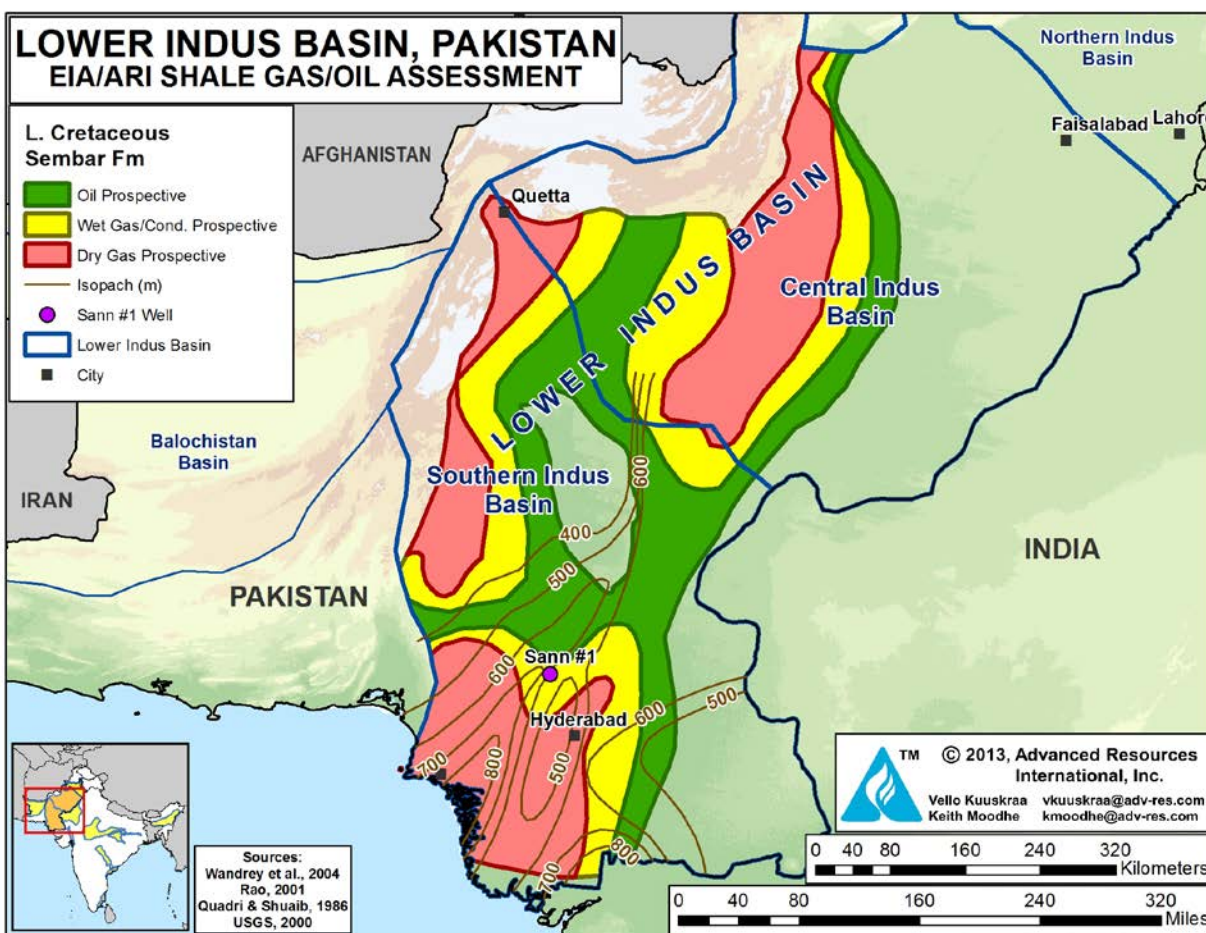 LOWER INDUS BASIN, PAKISTAN
EIA/ARI SHALE GAS/OIL ASSESSMENT
L. Cretaceous
Sembar Fm
Oil Prospective
Wet Gas/Cond. Prospective
Dry Gas Prospective
Isopach (m)
Sann #1 Well
Lower Indus Basin
City
AFGHANISTAN
Northern Indus
Basin
Faisalabad
Lahore
Quetta
LOWER INDUS BASIN
Central Indus
Basin
Balochistan
Basin
IRAN
Southern Indus
Basin
INDIA
PAKISTAN
600
400
500
600
Sann #1
Hyderabad
600
500
700
800
500
700
800
Sources:
Wandrey et al., 2004
Rao, 2001
Quadri & Shuaib, 1986
USGS, 2000
TM
© 2013, Advanced Resources
International, Inc.
Vello Kuuskraa vkuuskraa@adv-res.com
Keith Moodhe kmoodhe@adv-res.com
0 40 80 160 240 320
Kilometers
0 40 80 160 240 320
Miles